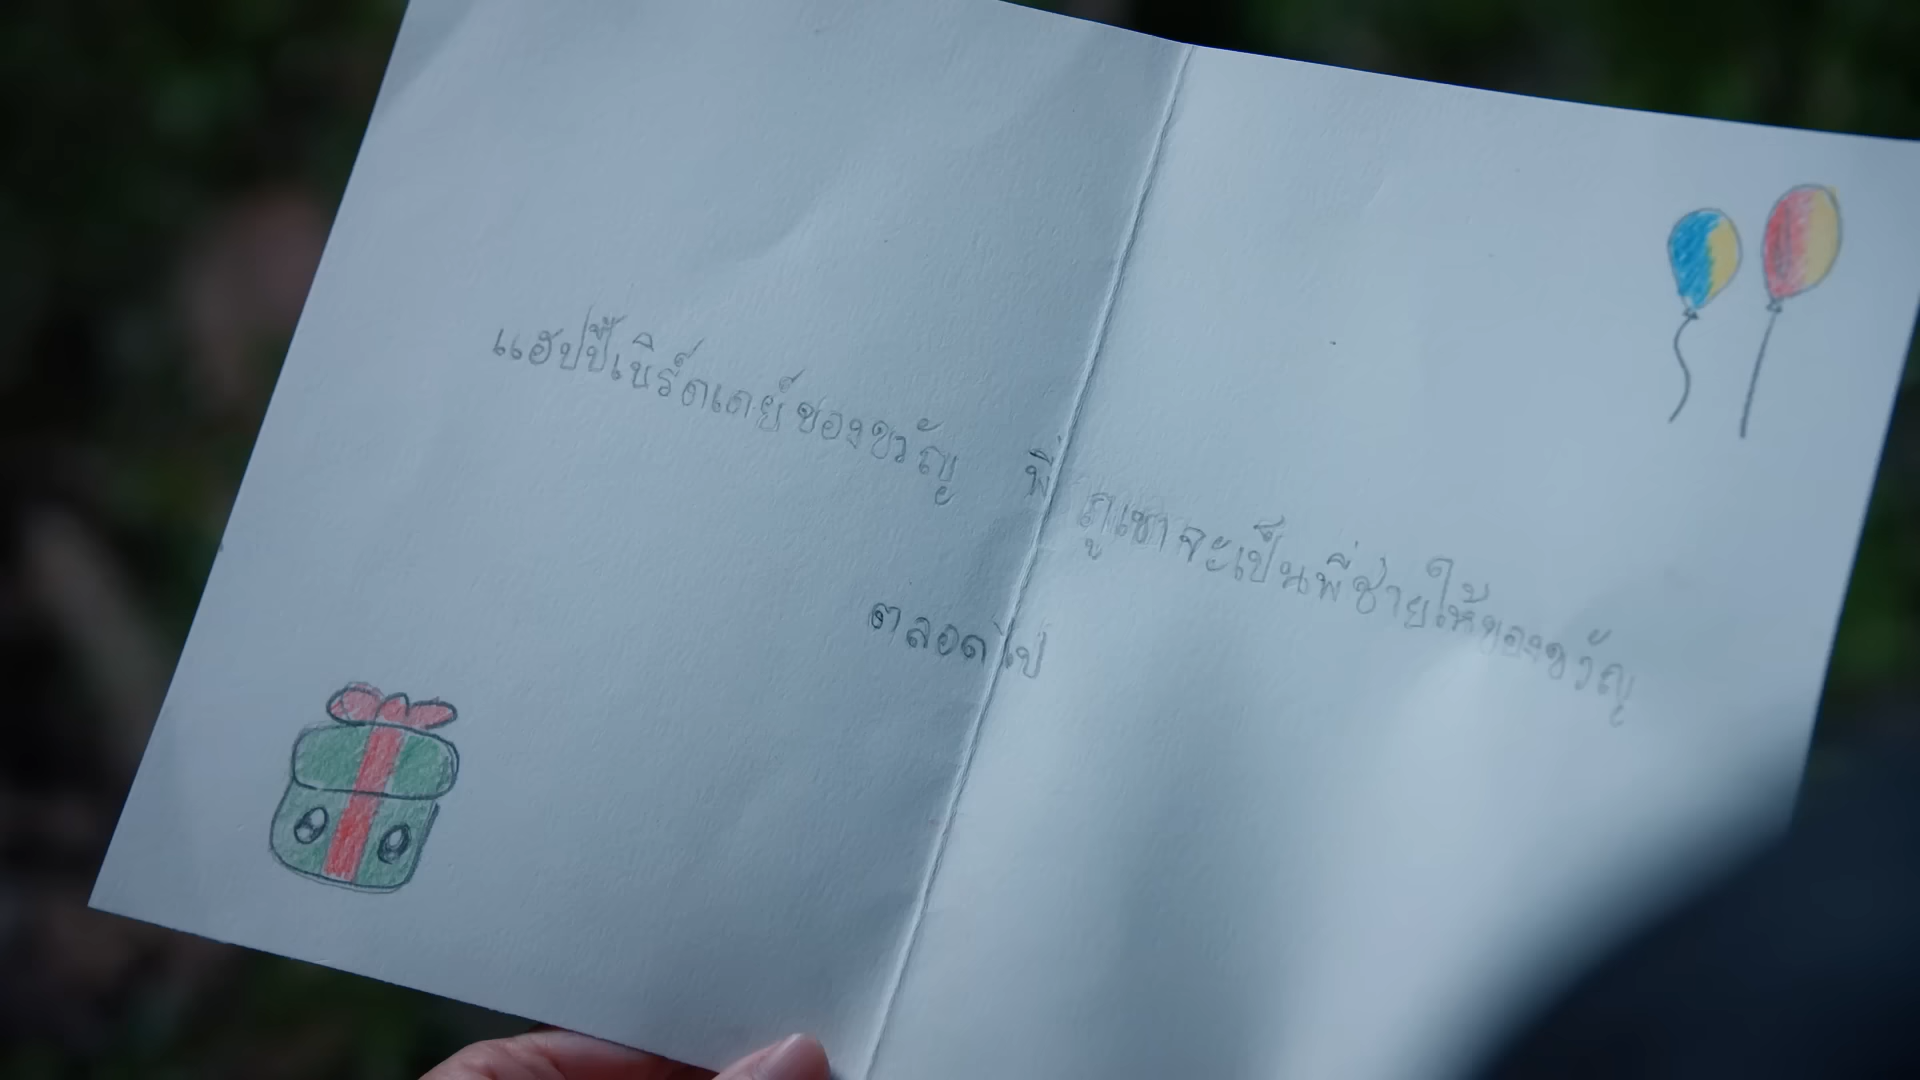 แฮปปี้เบิร์ดเดย์ของขวัญ พี่ภูเขาจะเป็นพี่ชายให้ของขวัญ
ตลอดไป